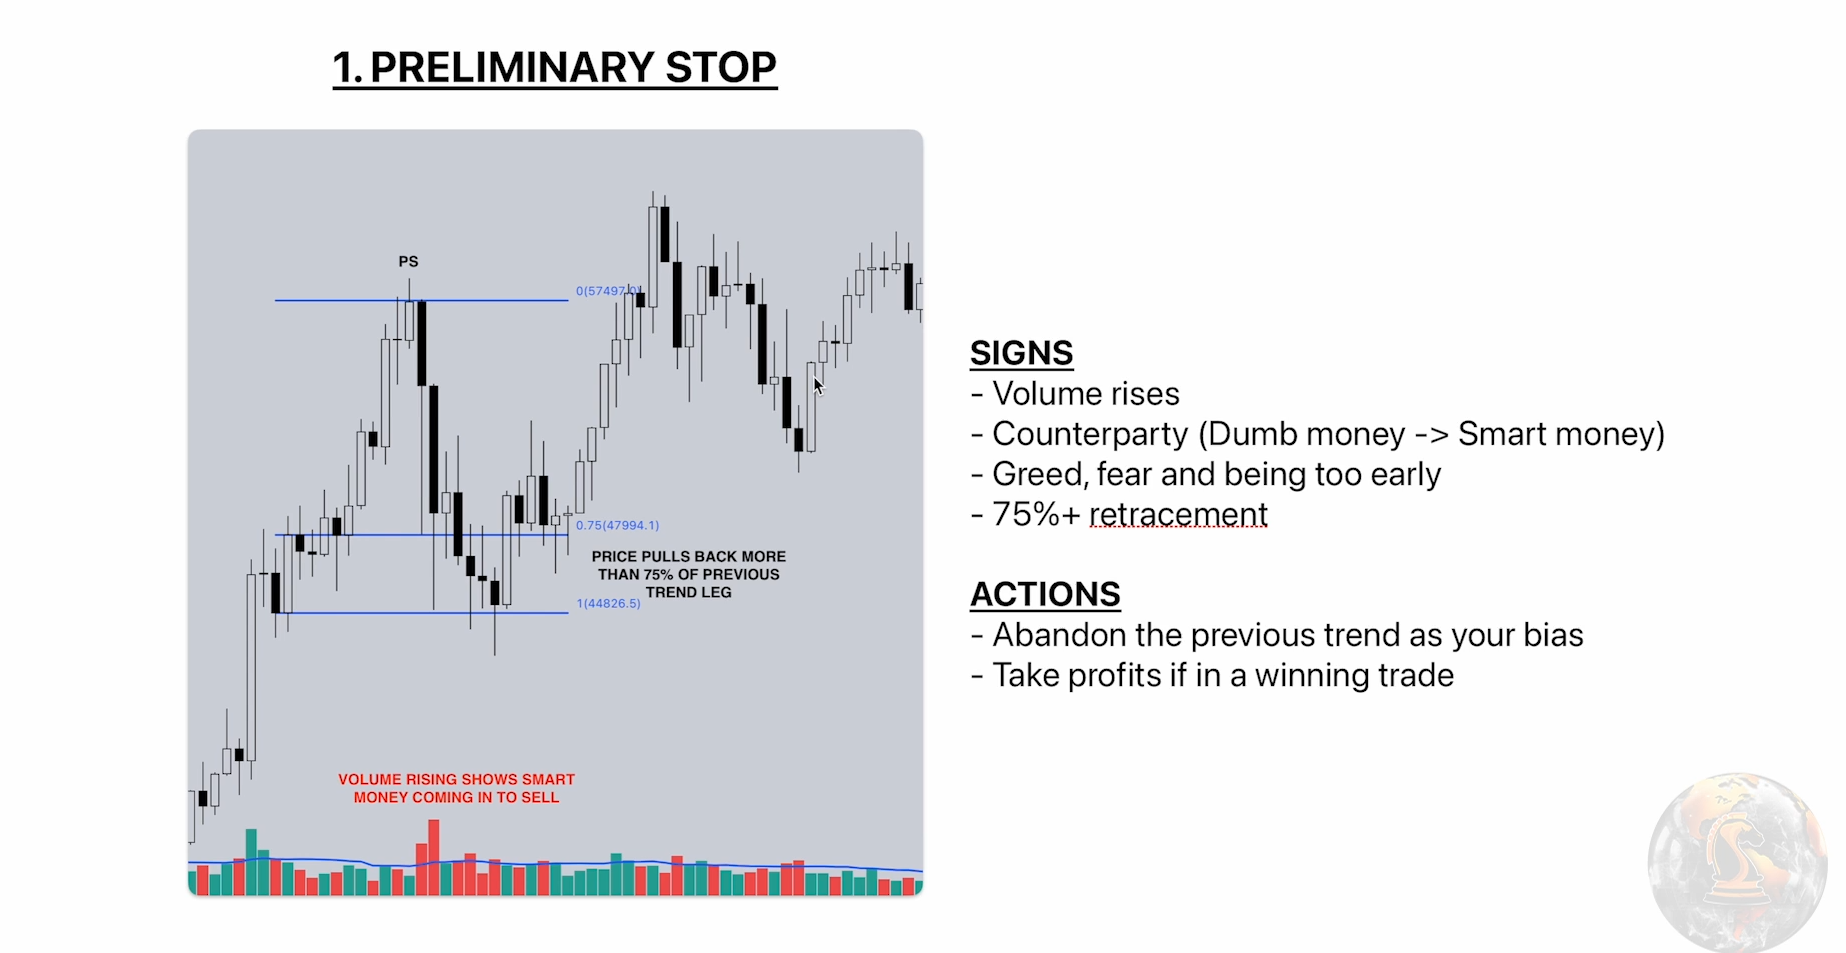 1. PRELIMINARY STOP
PS
0(57497.0)
0.75(47994.1)
PRICE PULLS BACK MORE
THAN 75% OF PREVIOUS
TREND LEG
1(44826.5)
VOLUME RISING SHOWS SMART
MONEY COMING IN TO SELL
SIGNS
- Volume rises
- Counterparty (Dumb money -> Smart money)
- Greed, fear and being too early
- 75%+ retracement
ACTIONS
- Abandon the previous trend as your bias
- Take profits if in a winning trade